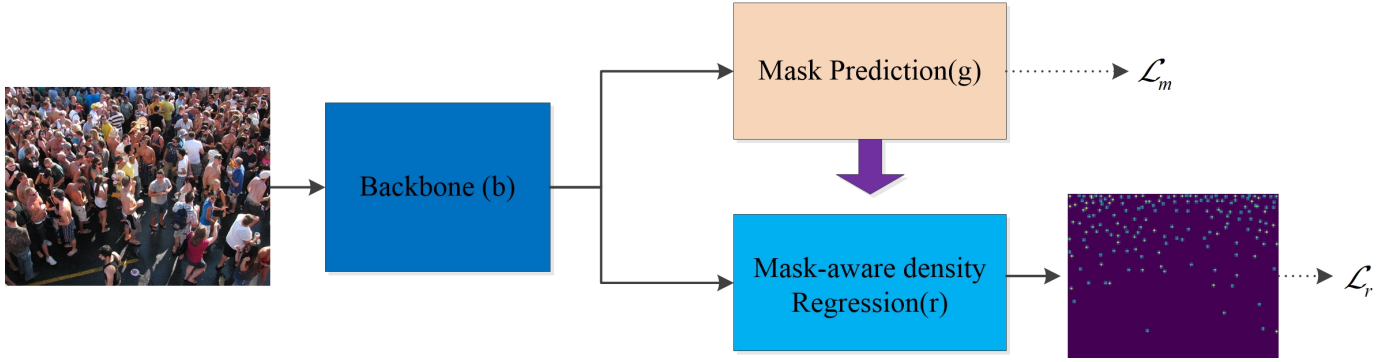 Mask Prediction(g)
ℒm
Backbone (b)
Mask-aware density
Regression(r)
ℒr